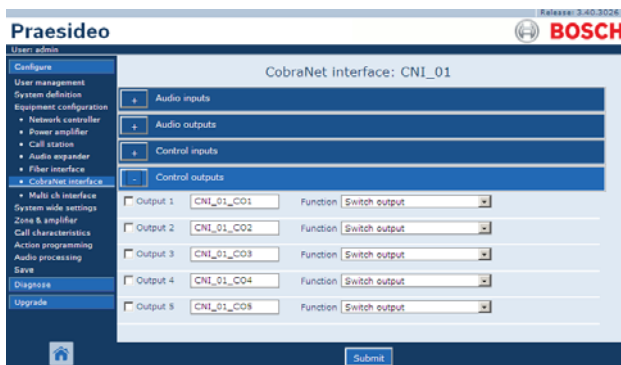 Release: 3.40.3026
Praesideo
BOSCH
User: admin
Configure
User management
System definition
Equipment configuration
• Network controller
• Power amplifier
• Call station
• Audio expander
• Fiber interface
• CobraNet interface
• Multi ch interface
System wide settings
Zone & amplifier
Call characteristics
Action programming
Audio processing
Save
Diagnose
Upgrade
CobraNet interface: CNI_01
+ Audio inputs
+ Audio outputs
+ Control inputs
- Control outputs
Output 1 CNI_01_CO1 Function Switch output
Output 2 CNI_01_CO2 Function Switch output
Output 3 CNI_01_CO3 Function Switch output
Output 4 CNI_01_CO4 Function Switch output
Output 5 CNI_01_CO5 Function Switch output
Submit